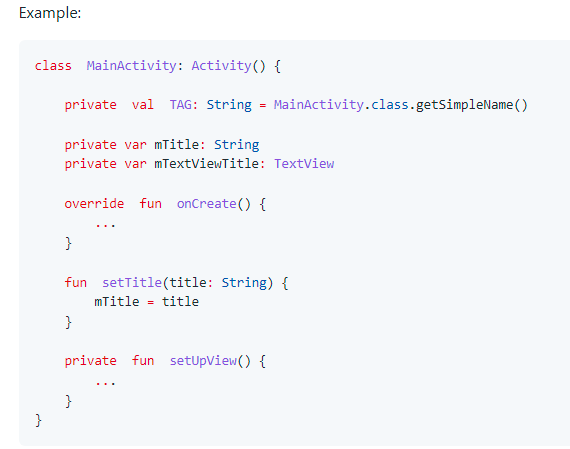 Example:
class MainActivity: Activity() {
private val TAG: String = MainActivity.class.getSimpleName()
private var mTitle: String
private var mTextViewTitle: TextView
override fun onCreate() {
...
}
fun setTitle(title: String) {
mTitle = title
}
private fun setUpView() {
...
}
}